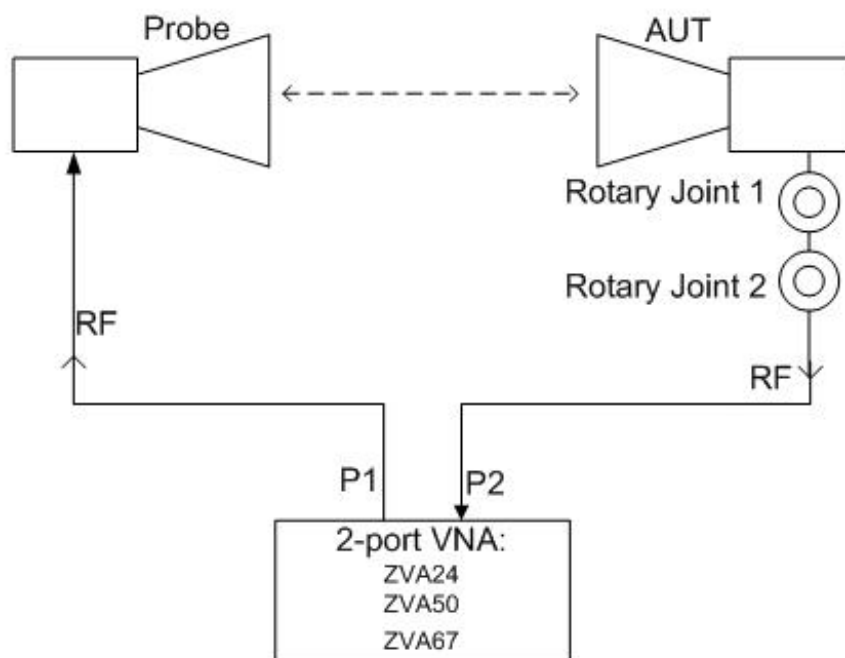 Probe
AUT
Rotary Joint 1
Rotary Joint 2
RF
RF
P1
P2
2-port VNA:
ZVA24
ZVA50
ZVA67